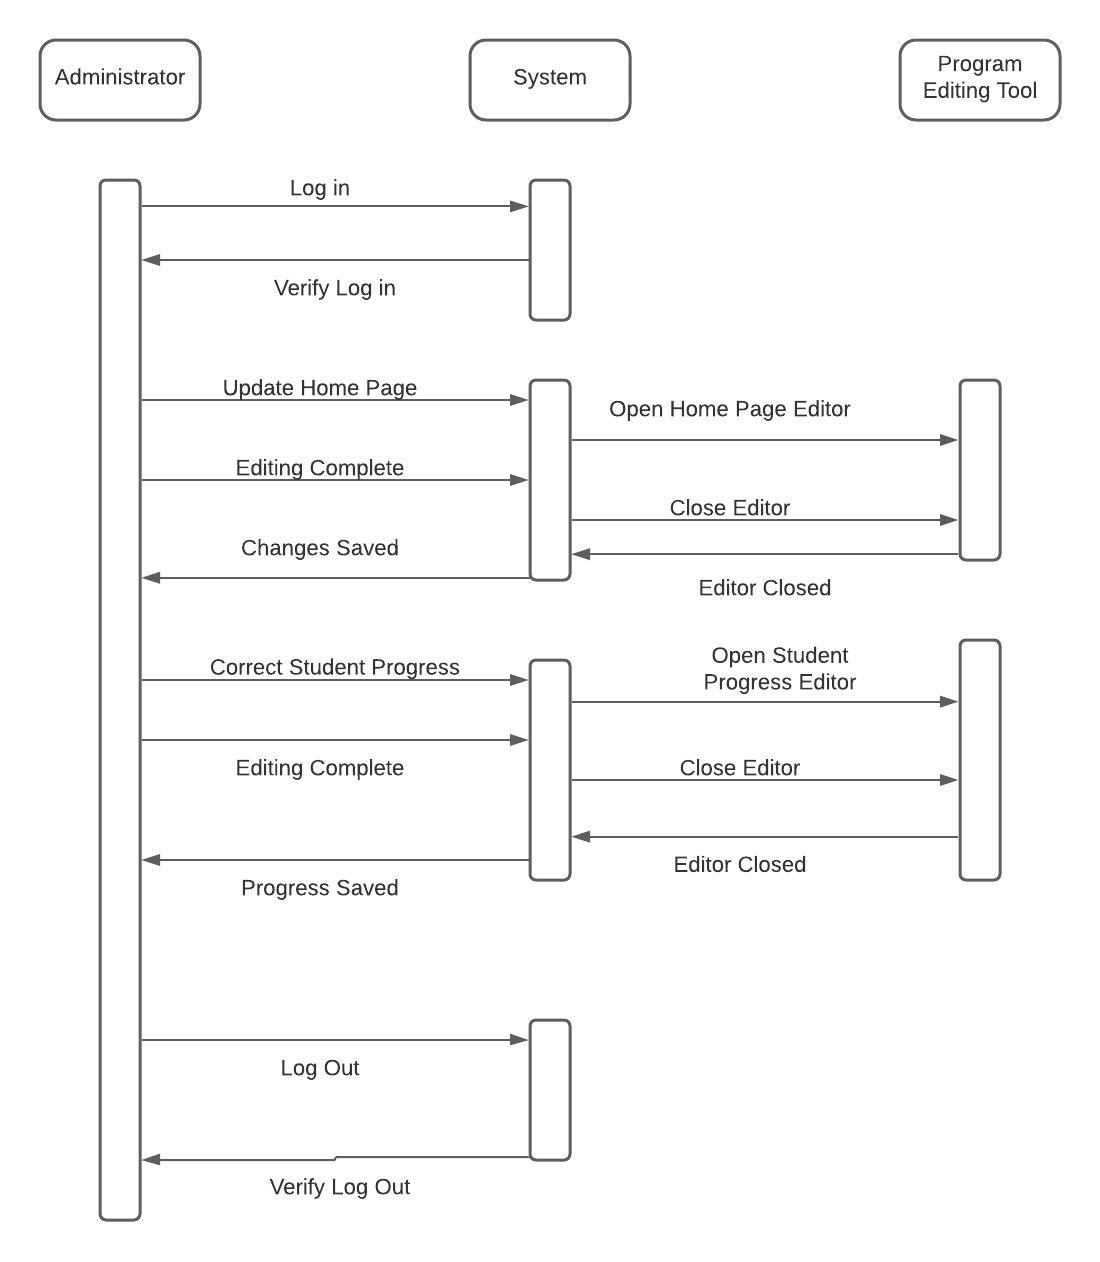 Administrator
System
Program
Editing Tool
Log in
Verify Log in
Update Home Page
Open Home Page Editor
Editing Complete
Close Editor
Changes Saved
Editor Closed
Correct Student Progress
Open Student
Progress Editor
Editing Complete
Close Editor
Editor Closed
Progress Saved
Log Out
Verify Log Out